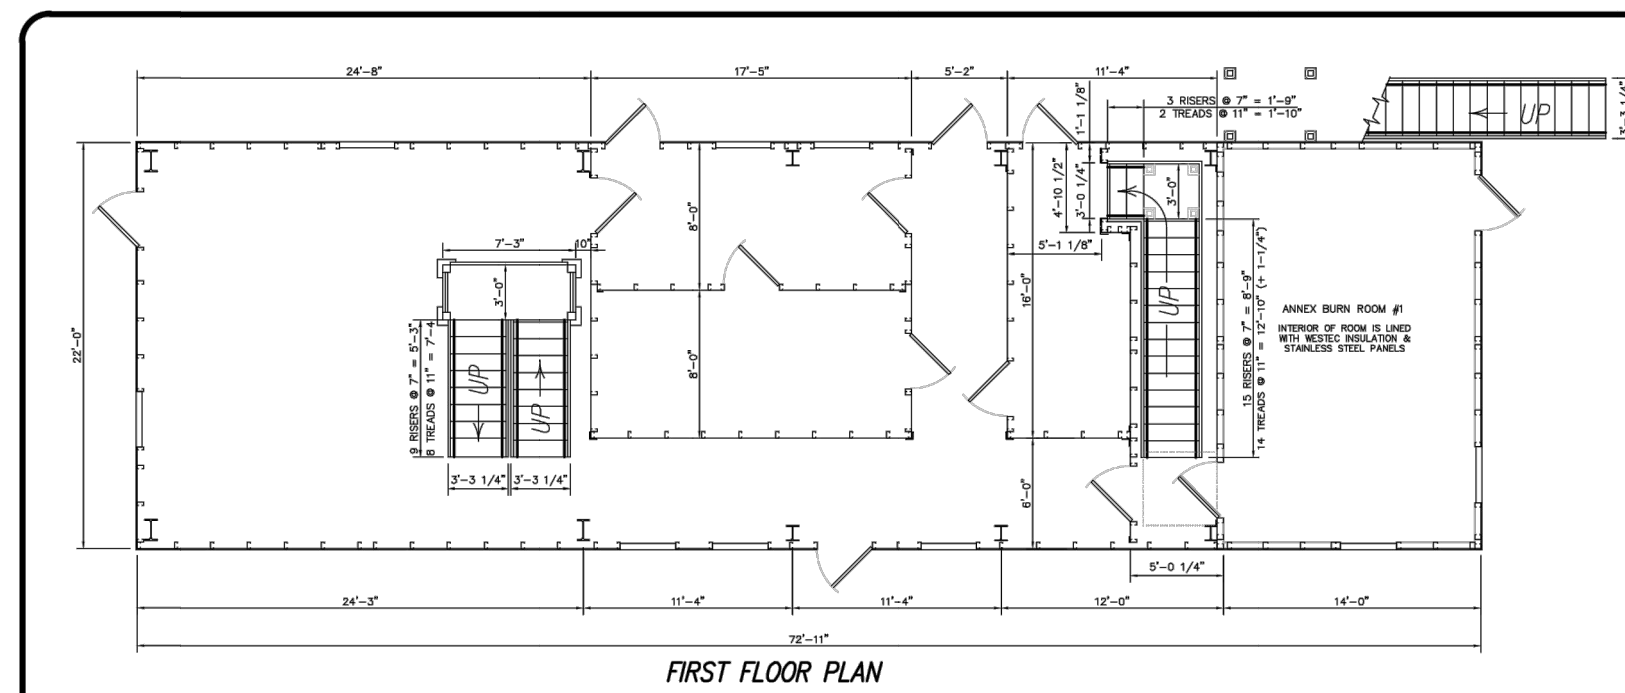 24'-8"
17'-5"
5'-2"
11'-4"
3 RISERS @ 7" = 1'-9"
2 TREADS @ 11" = 1'-10"
1'-1 1/8"
UP
3'-3 1/4"
22'-0"
8'-0"
4'-10 1/2"
3'-0 1/4"
3'-0"
7'-3"
10"
5'-1 1/8"
3'-0"
16'-0"
UP
15 RISERS @ 7" = 8'-9"
14 TREADS @ 11" = 12'-10" (+ 1-1/4")
ANNEX BURN ROOM #1
INTERIOR OF ROOM IS LINED
WITH WESTEC INSULATION &
STAINLESS STEEL PANELS
9 RISERS @ 7" = 5'-3"
8 TREADS @ 11" = 7'-4
UP
UP
8'-0"
3'-3 1/4"
3'-3 1/4"
6'-0"
5'-0 1/4"
24'-3"
11'-4"
11'-4"
12'-0"
14'-0"
72'-11"
FIRST FLOOR PLAN